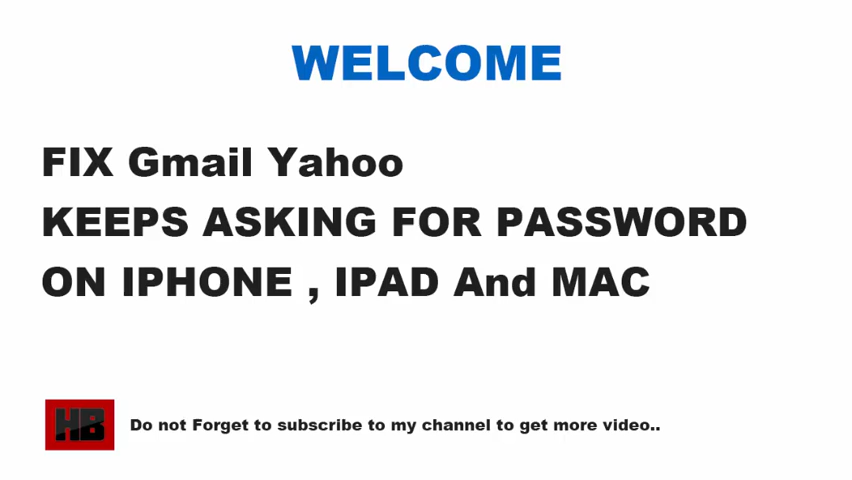 WELCOME
FIX Gmail Yahoo
KEEPS ASKING FOR PASSWORD
ON IPHONE , IPAD And MAC
HB
Do not Forget to subscribe to my channel to get more video..